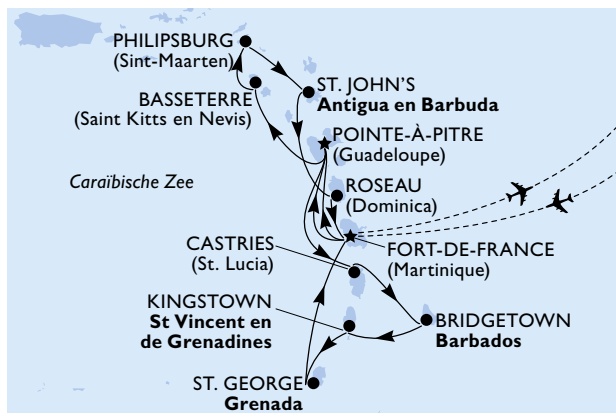 PHILIPSBURG
(Sint-Maarten)
ST. JOHN'S
Antigua en Barbuda
BASSETERRE
(Saint Kitts en Nevis)
POINTE-À-PITRE
(Guadeloupe)
Caraïbische Zee
ROSEAU
(Dominica)
CASTRIES
(St. Lucia)
FORT-DE-FRANCE
(Martinique)
KINGSTOWN
St Vincent en
de Grenadines
BRIDGETOWN
Barbados
ST. GEORGE
Grenada